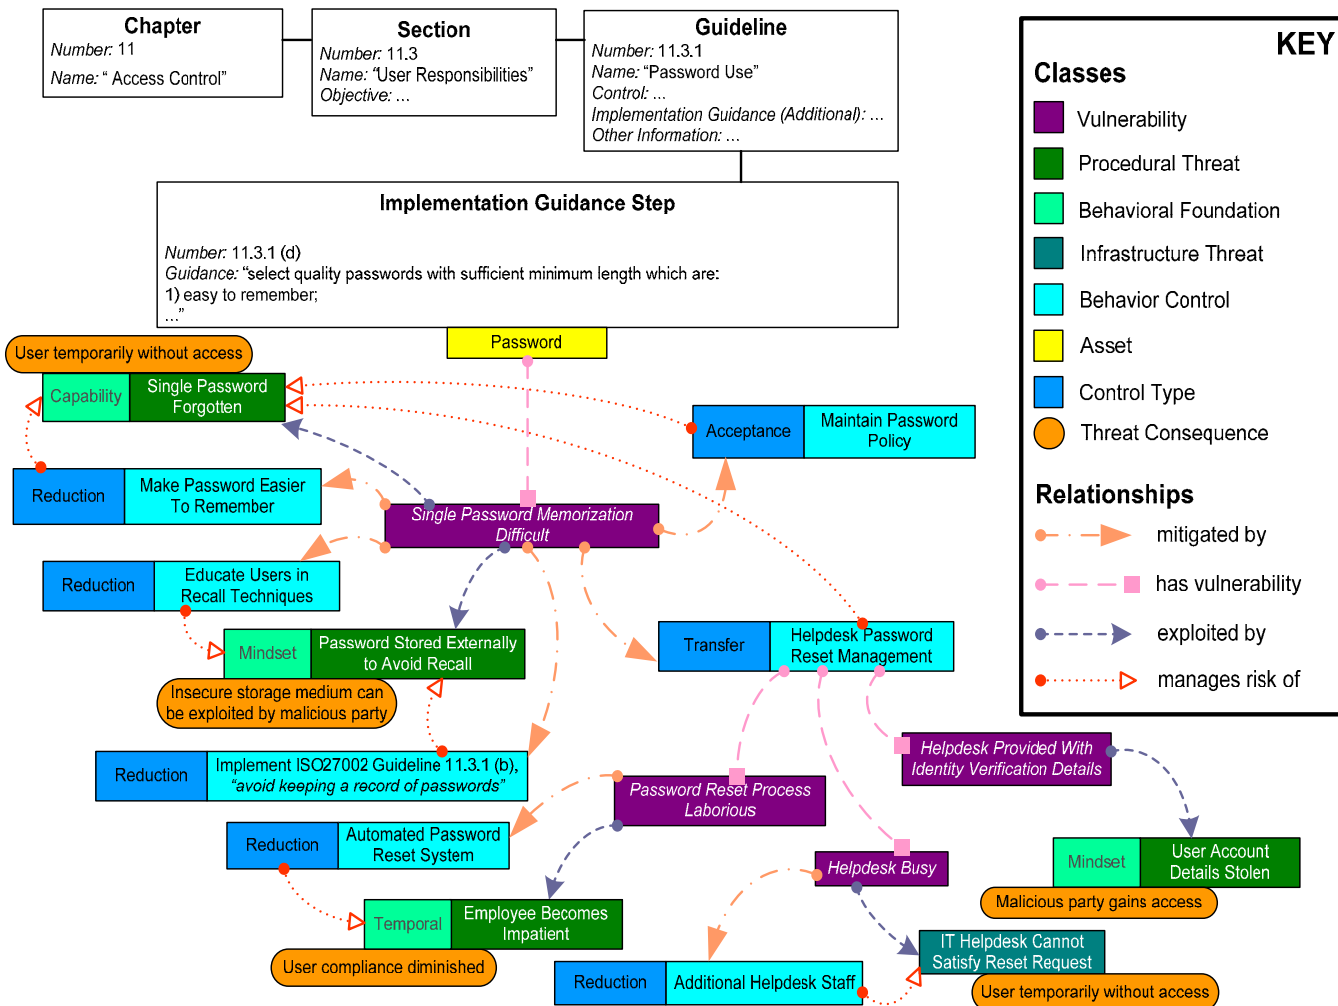 Chapter
Number: 11
Name: “ Access Control”
Section
Number: 11.3
Name: “User Responsibilities”
Objective: ...
Guideline
Number: 11.3.1
Name: “Password Use”
Control: ...
Implementation Guidance (Additional): ...
Other Information: ...
Implementation Guidance Step
Number: 11.3.1 (d)
Guidance: “select quality passwords with sufficient minimum length which are:
1) easy to remember;
...”
KEY
Classes
Vulnerability
Procedural Threat
Behavioral Foundation
Infrastructure Threat
Behavior Control
Asset
Control Type
Threat Consequence
Relationships
mitigated by
has vulnerability
exploited by
manages risk of
Password
User temporarily without access
Capability
Single Password
Forgotten
Acceptance
Maintain Password
Policy
Reduction
Make Password Easier
To Remember
Single Password Memorization
Difficult
Reduction
Educate Users in
Recall Techniques
Mindset
Password Stored Externally
to Avoid Recall
Insecure storage medium can
be exploited by malicious party
Transfer
Helpdesk Password
Reset Management
Reduction
Implement ISO27002 Guideline 11.3.1 (b),
“avoid keeping a record of passwords”
Helpdesk Provided With
Identity Verification Details
Password Reset Process
Laborious
Reduction
Automated Password
Reset System
Helpdesk Busy
Mindset
User Account
Details Stolen
Malicious party gains access
Temporal
Employee Becomes
Impatient
User compliance diminished
IT Helpdesk Cannot
Satisfy Reset Request
Reduction
Additional Helpdesk Staff
User temporarily without access